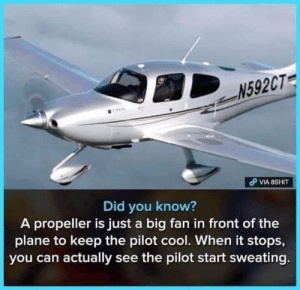 N592CT
VIA 8SHIT
Did you know?
A propeller is just a big fan in front of the
plane to keep the pilot cool. When it stops,
you can actually see the pilot start sweating.